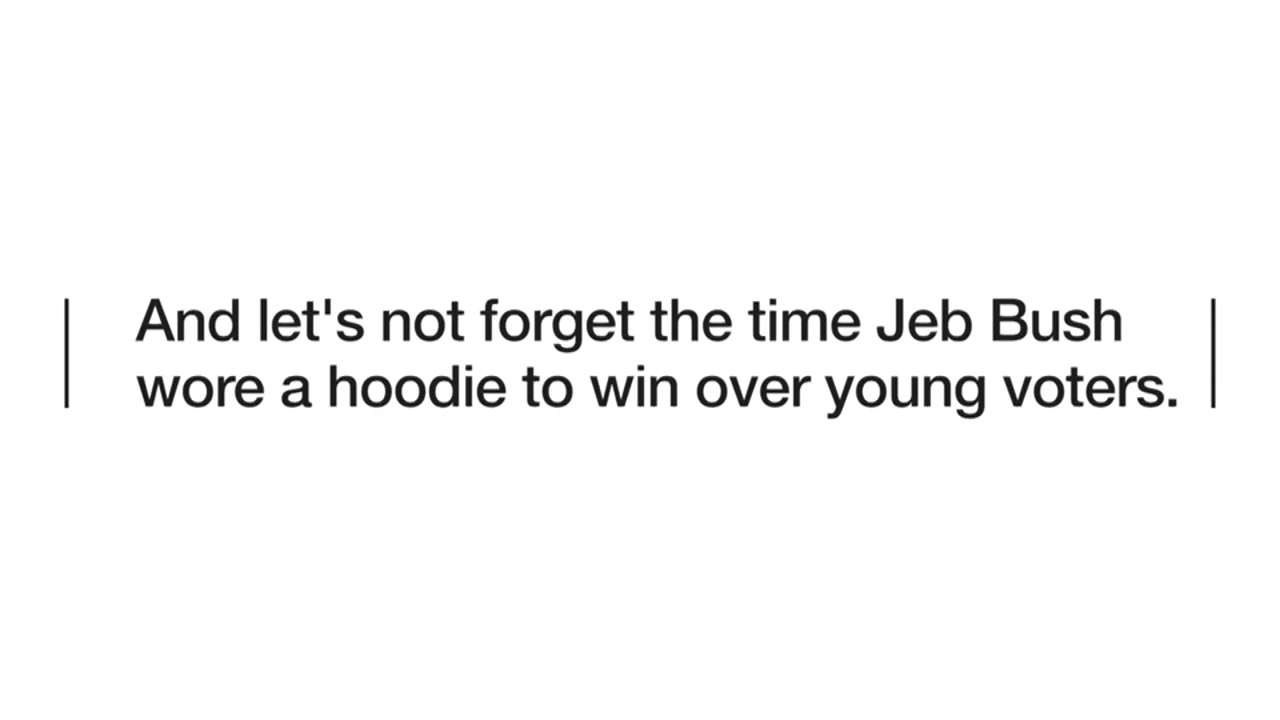 And let's not forget the time Jeb Bush
wore a hoodie to win over young voters.